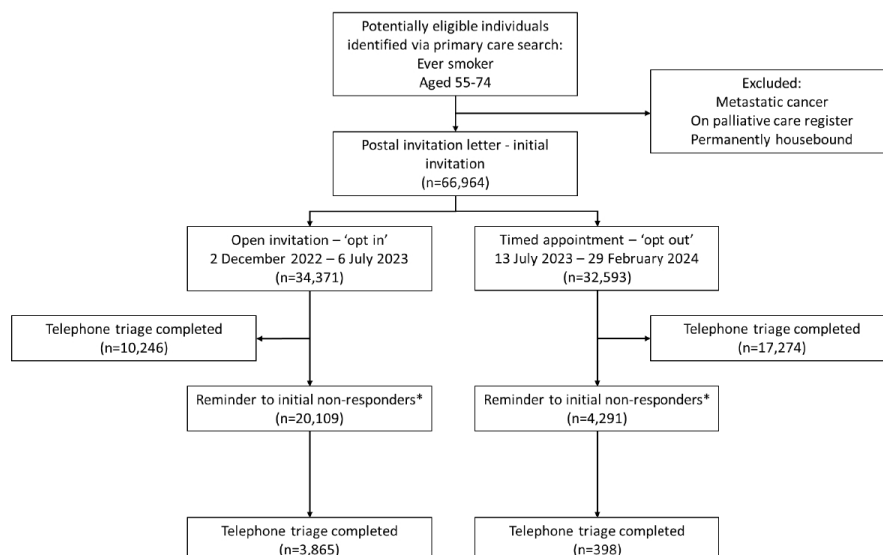 Potentially eligible individuals
identified via primary care search:
Ever smoker
Aged 55-74
Excluded:
Metastatic cancer
On palliative care register
Permanently housebound
Postal invitation letter - initial
invitation
(n=66,964)
Open invitation – ‘opt in’
2 December 2022 – 6 July 2023
(n=34,371)
Timed appointment – ‘opt out’
13 July 2023 – 29 February 2024
(n=32,593)
Telephone triage completed
(n=10,246)
Telephone triage completed
(n=17,274)
Reminder to initial non-responders*
(n=20,109)
Reminder to initial non-responders*
(n=4,291)
Telephone triage completed
(n=3,865)
Telephone triage completed
(n=398)